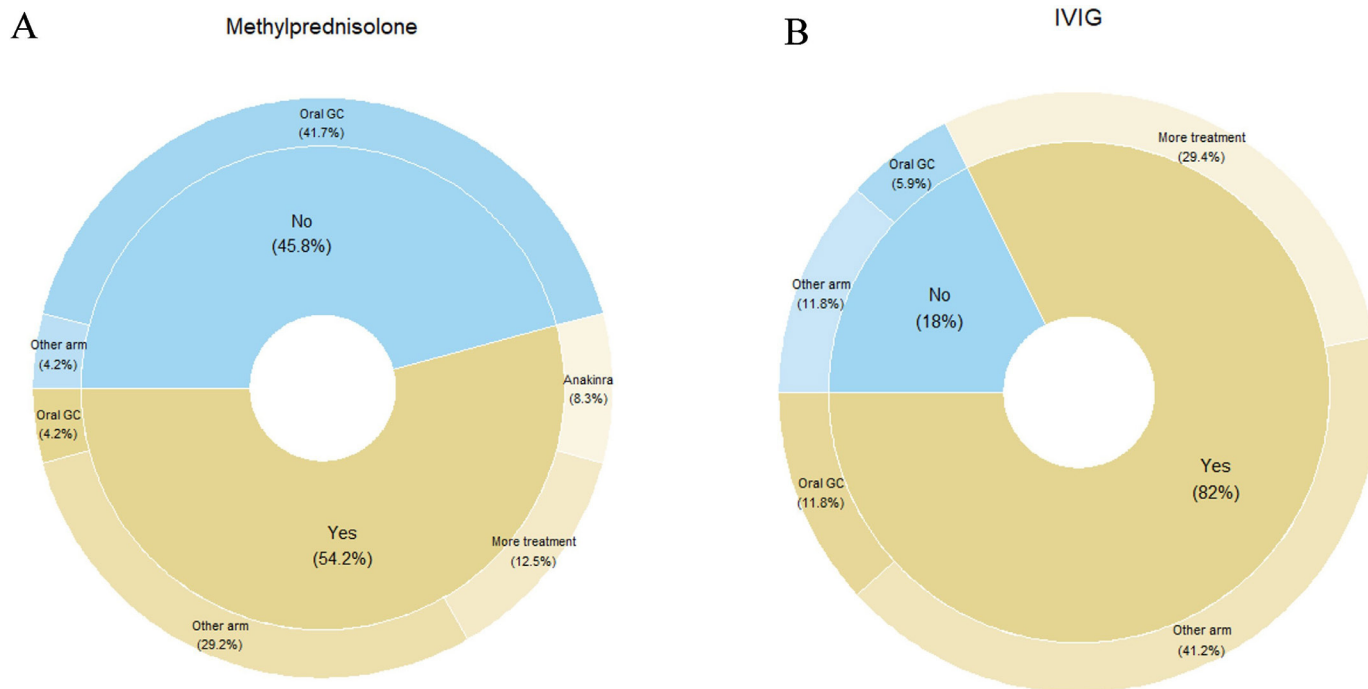 A
Methylprednisolone
Oral GC
(41.7%)
No
(45.8%)
Other arm
(4.2%)
Anakinra
(8.3%)
Oral GC
(4.2%)
Yes
(54.2%)
More treatment
(12.5%)
Other arm
(29.2%)
B
IVIG
More treatment
(29.4%)
Oral GC
(5.9%)
Other arm
(11.8%)
No
(18%)
Yes
(82%)
Oral GC
(11.8%)
Other arm
(41.2%)